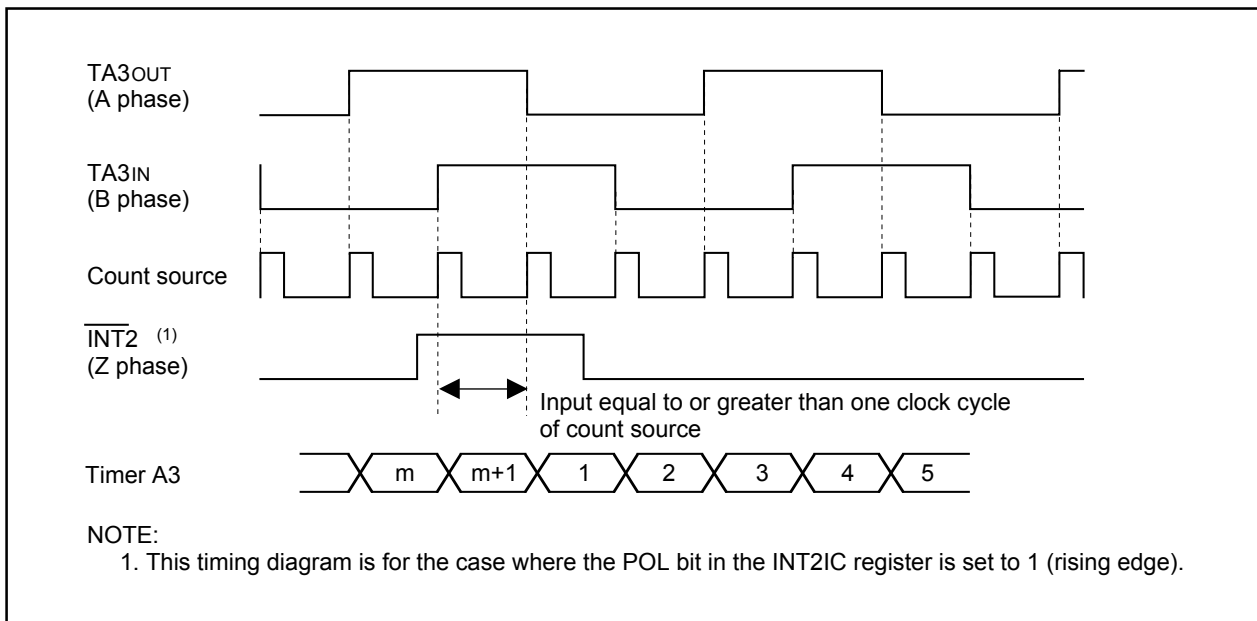 TA3OUT
(A phase)
TA3IN
(B phase)
Count source
INT2 (1)
(Z phase)
Input equal to or greater than one clock cycle
of count source
Timer A3 m m+1 1 2 3 4 5
NOTE:
1. This timing diagram is for the case where the POL bit in the INT2IC register is set to 1 (rising edge).